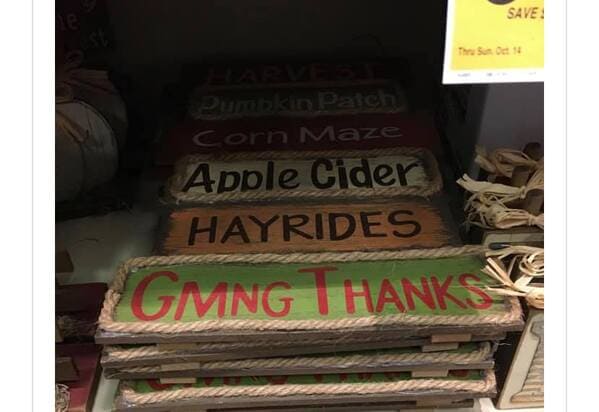 SAVE $
Thru Sun. Oct. 14
HARVEST
Pumpkin Patch
Corn Maze
Apple Cider
HAYRIDES
GMNG THANKS